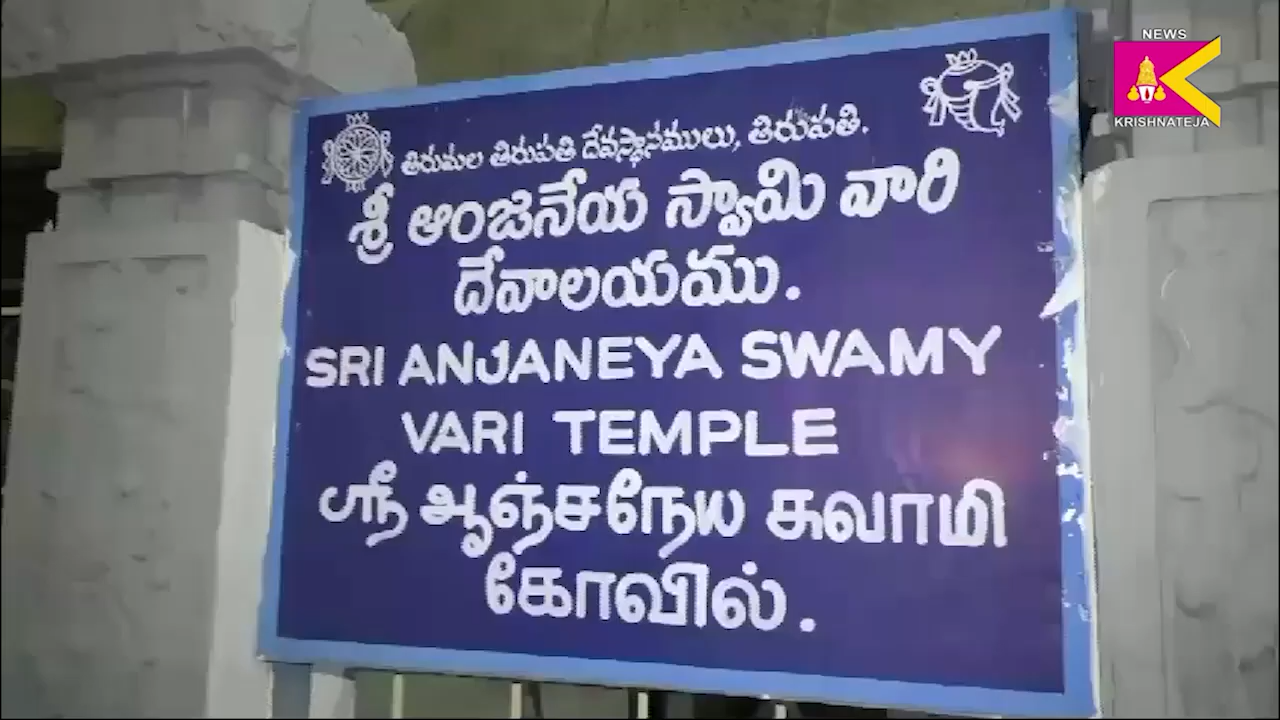 NEWS
KRISHNATEJA
తిరుమల తిరుపతి దేవస్థానములు, తిరుపతి.
శ్రీ ఆంజనేయ స్వామి వారి
దేవాలయము.
SRI ANJANEYA SWAMY
VARI TEMPLE
ஸ்ரீ ஆஞ்சநேய சுவாமி
கோவில்.